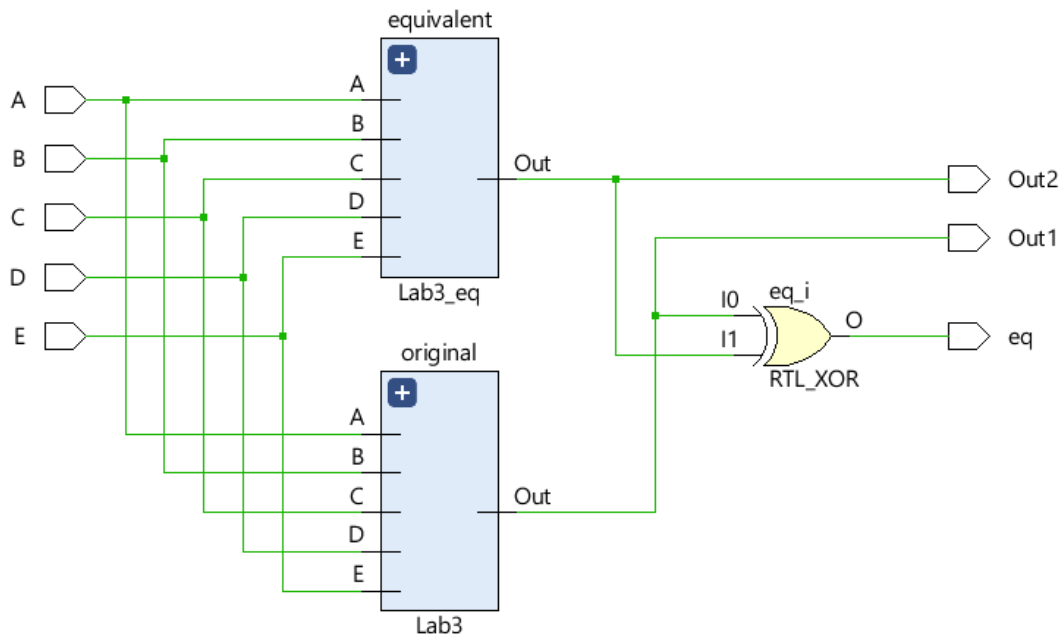 equivalent
A
B
C
D
E
A
B
C
D
E
Out
Lab3_eq
original
A
B
C
D
E
Out
Lab3
Out2
Out1
eq_i
I0
I1
O
RTL_XOR
eq